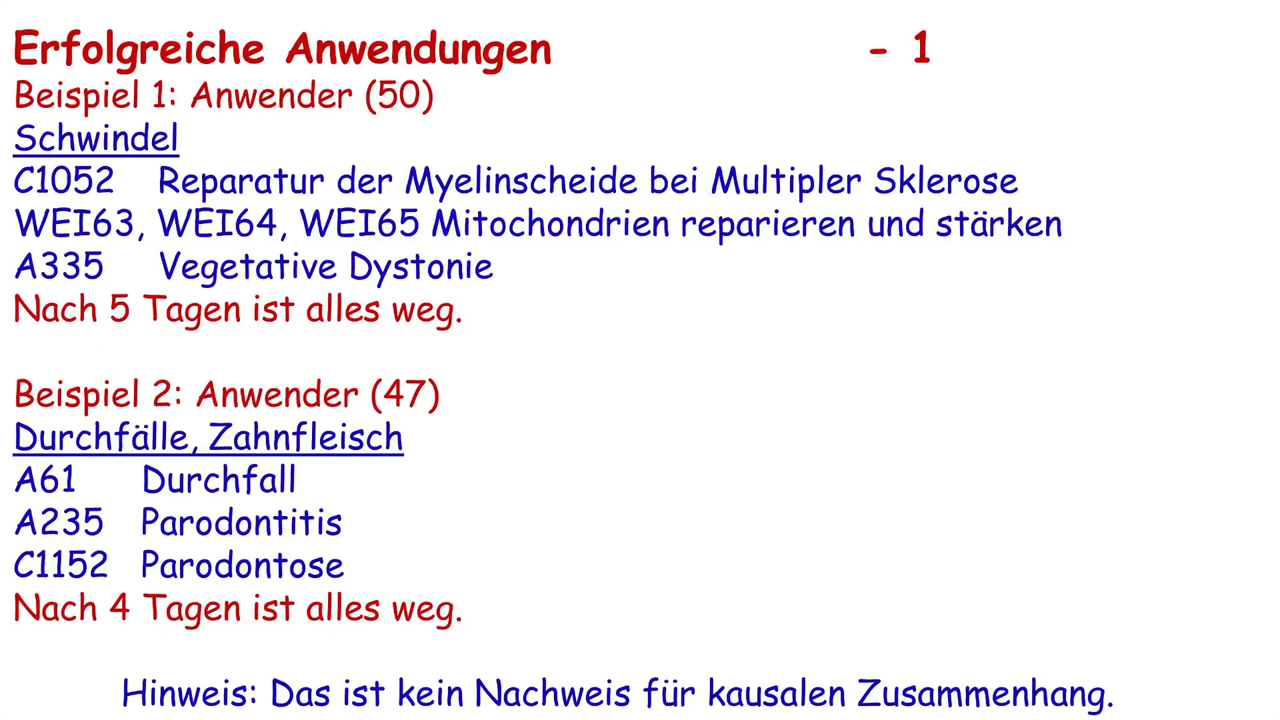 Erfolgreiche Anwendungen - 1
Beispiel 1: Anwender (50)
Schwindel
C1052 Reparatur der Myelinscheide bei Multipler Sklerose
WEI63, WEI64, WEI65 Mitochondrien reparieren und stärken
A335 Vegetative Dystonie
Nach 5 Tagen ist alles weg.
Beispiel 2: Anwender (47)
Durchfälle, Zahnfleisch
A61 Durchfall
A235 Parodontitis
C1152 Parodontose
Nach 4 Tagen ist alles weg.
Hinweis: Das ist kein Nachweis für kausalen Zusammenhang.